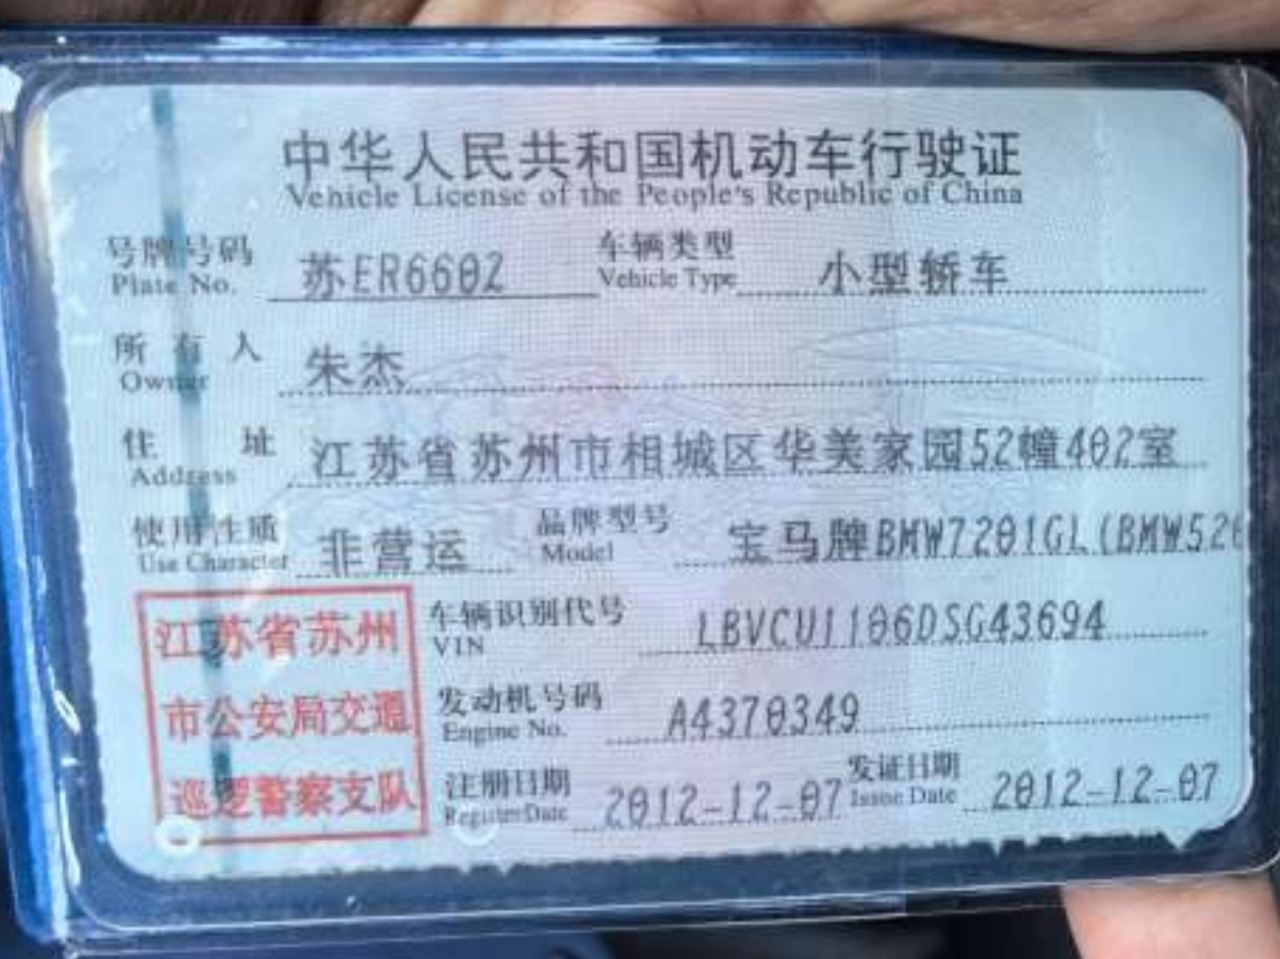 中华人民共和国机动车行驶证
Vehicle License of the People's Republic of China
号牌号码 苏ER6602 车辆类型 小型轿车
Plate No. Vehicle Type
所有人 朱杰
Owner
住址 江苏省苏州市相城区华美家园52幢402室
Address
使用性质 非营运 品牌型号 宝马牌BMW7201GL(BMW520
Use Character Model
江苏省苏州
市公安局交通
巡逻警察支队
车辆识别代号 LBVCU1106DSG43694
VIN
发动机号码 A4370349
Engine No.
注册日期 2012-12-07 发证日期 2012-12-07
Register Date Issue Date